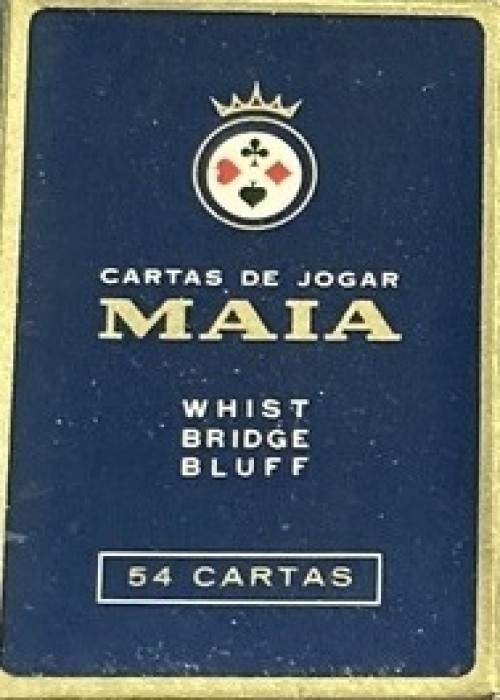 CARTAS DE JOGAR
MAIA
WHIST
BRIDGE
BLUFF
54 CARTAS